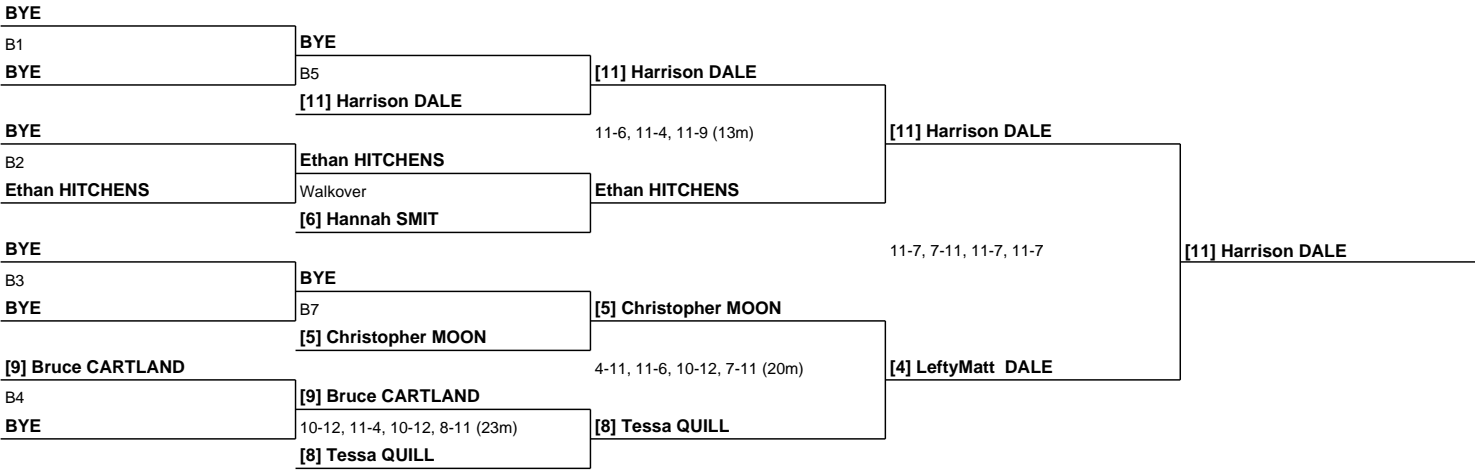 BYE
B1
BYE
BYE
B5
[11] Harrison DALE
[11] Harrison DALE
BYE
11-6, 11-4, 11-9 (13m)
[11] Harrison DALE
B2
Ethan HITCHENS
Ethan HITCHENS
Walkover
Ethan HITCHENS
[6] Hannah SMIT
BYE
11-7, 7-11, 11-7, 11-7
[11] Harrison DALE
B3
BYE
BYE
B7
[5] Christopher MOON
[5] Christopher MOON
[9] Bruce CARTLAND
4-11, 11-6, 10-12, 7-11 (20m)
[4] LeftyMatt  DALE
B4
[9] Bruce CARTLAND
BYE
10-12, 11-4, 10-12, 8-11 (23m)
[8] Tessa QUILL
[8] Tessa QUILL